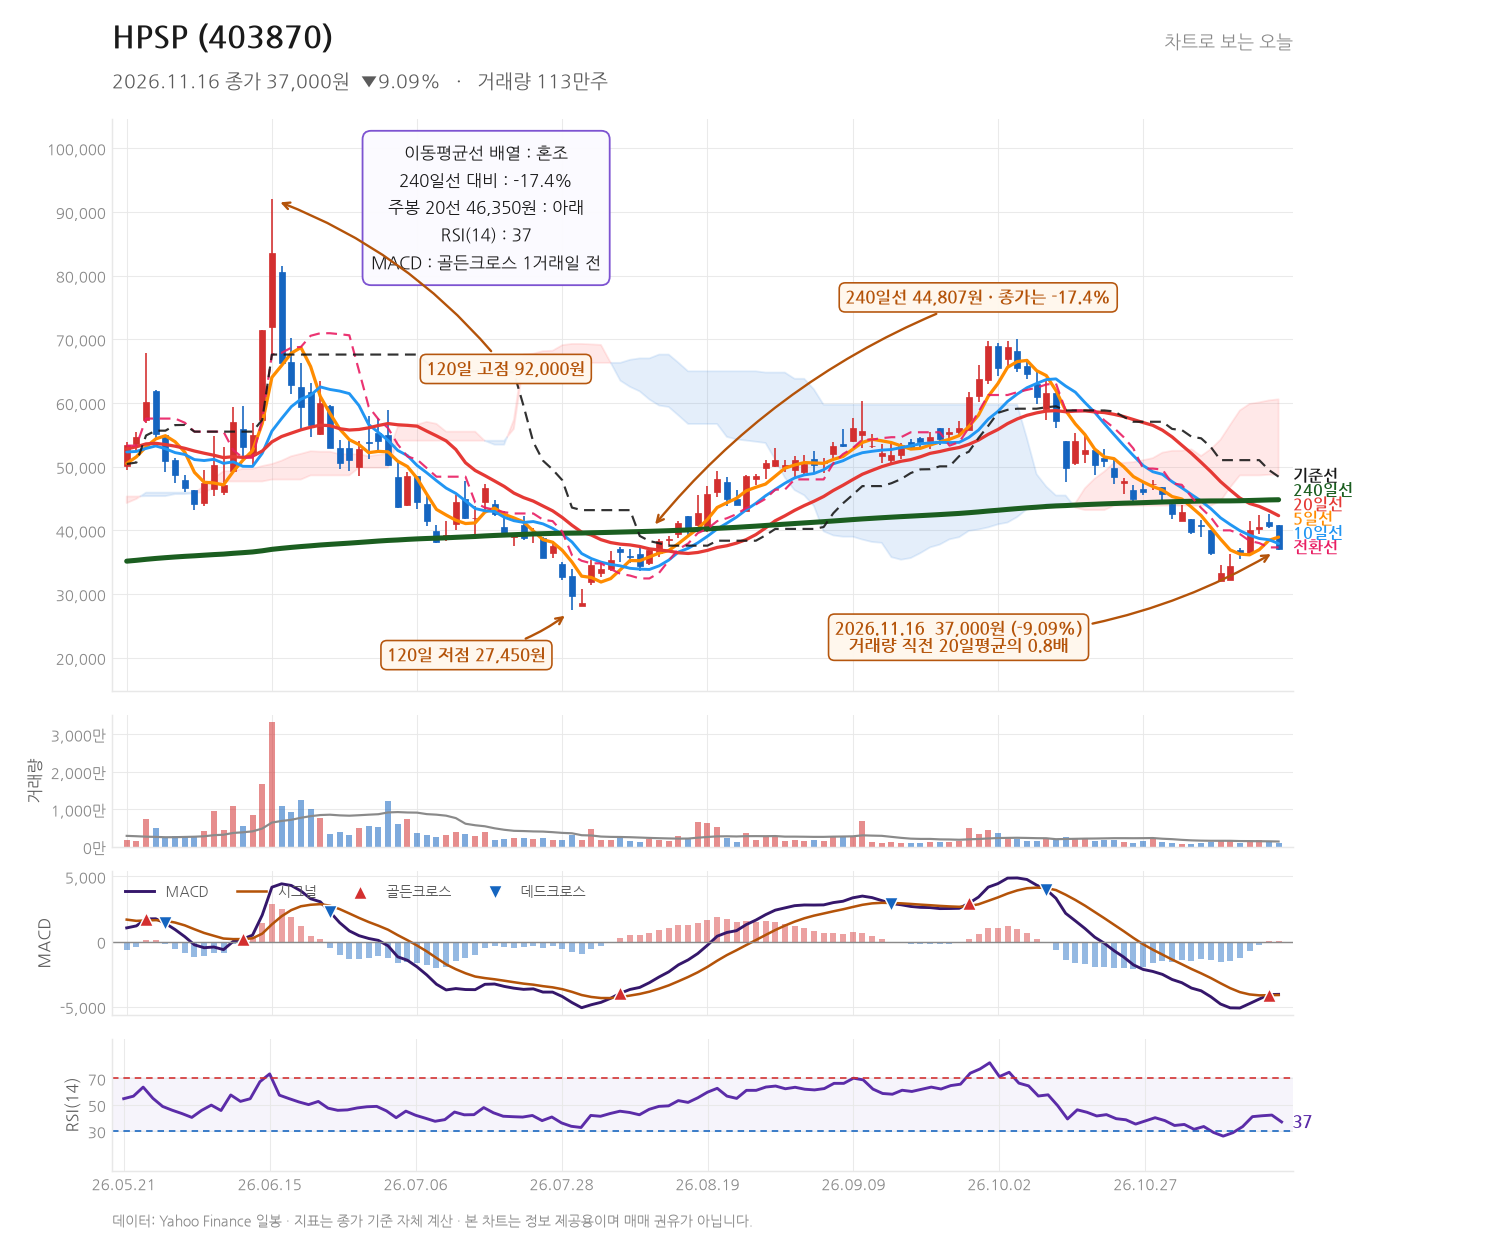 HPSP (403870)
차트로 보는 오늘
2026.11.16 종가 37,000원 ▼9.09% · 거래량 113만주
100,000
90,000
80,000
70,000
60,000
50,000
40,000
30,000
20,000
이동평균선 배열 : 혼조
240일선 대비 : -17.4%
주봉 20선 46,350원 : 아래
RSI(14) : 37
MACD : 골든크로스 1거래일 전
240일선 44,807원 · 종가는 -17.4%
120일 고점 92,000원
120일 저점 27,450원
2026.11.16 37,000원 (-9.09%)
거래량 직전 20일평균의 0.8배
기준선
240일선
20일선
5일선
10일선
전환선
거래량
3,000만
2,000만
1,000만
0만
MACD
5,000
0
-5,000
MACD
시그널
골든크로스
데드크로스
RSI(14)
70
50
30
37
26.05.21
26.06.15
26.07.06
26.07.28
26.08.19
26.09.09
26.10.02
26.10.27
데이터: Yahoo Finance 일봉 · 지표는 종가 기준 자체 계산 · 본 차트는 정보 제공용이며 매매 권유가 아닙니다.